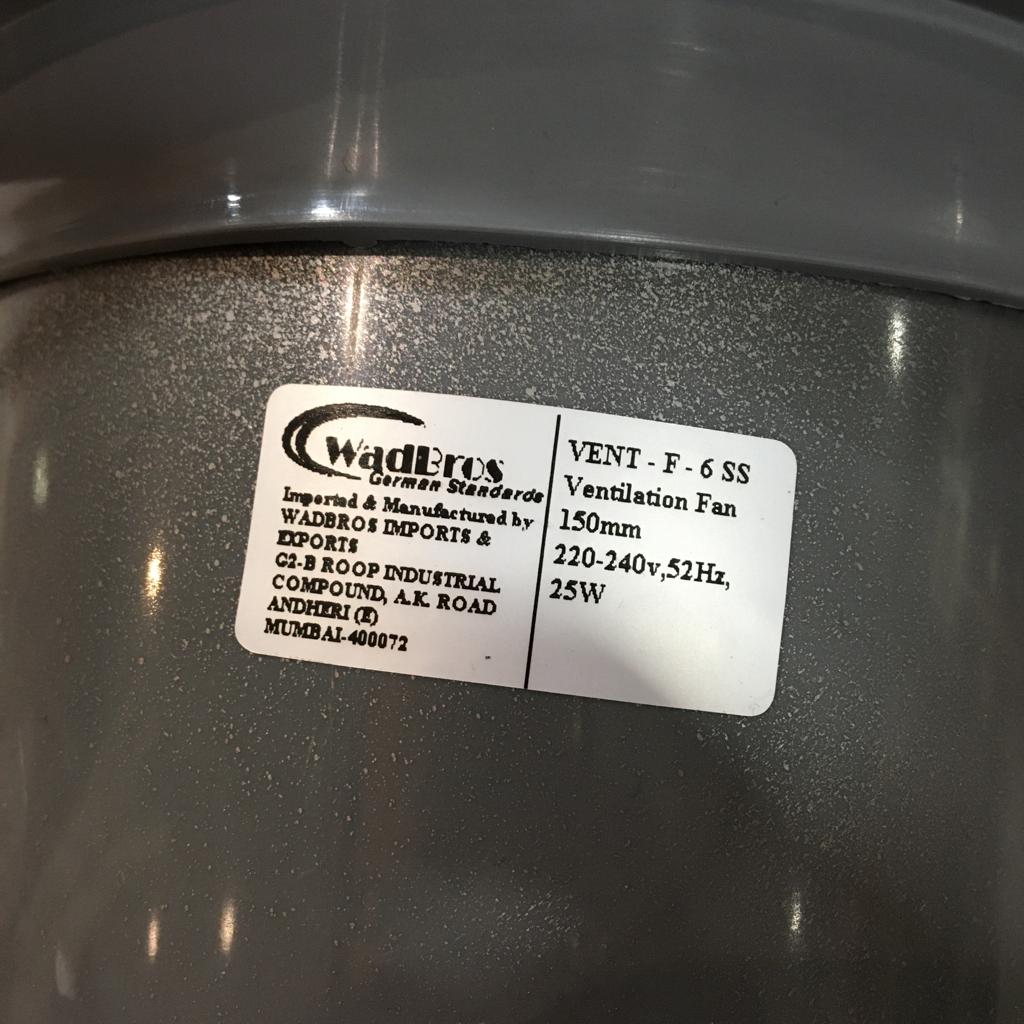 WadBros
German Standards
Imported & Manufactured by
WADBROS IMPORTS &
EXPORTS
G2-B ROOP INDUSTRIAL
COMPOUND, A.K. ROAD
ANDHERI (E)
MUMBAI-400072
VENT - F - 6 SS
Ventilation Fan
150mm
220-240v,52Hz,
25W